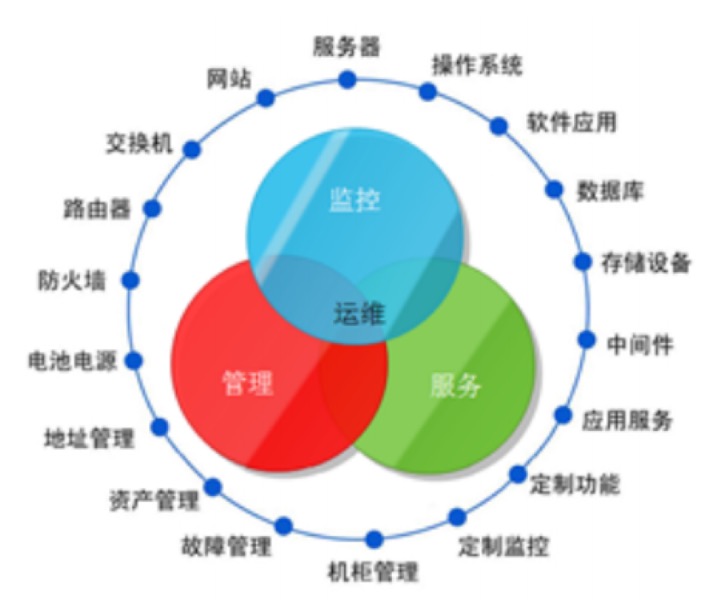 服务器
操作系统
软件应用
数据库
存储设备
中间件
应用服务
定制功能
定制监控
机柜管理
故障管理
资产管理
地址管理
电池电源
防火墙
路由器
交换机
网站
监控
运维
管理
服务